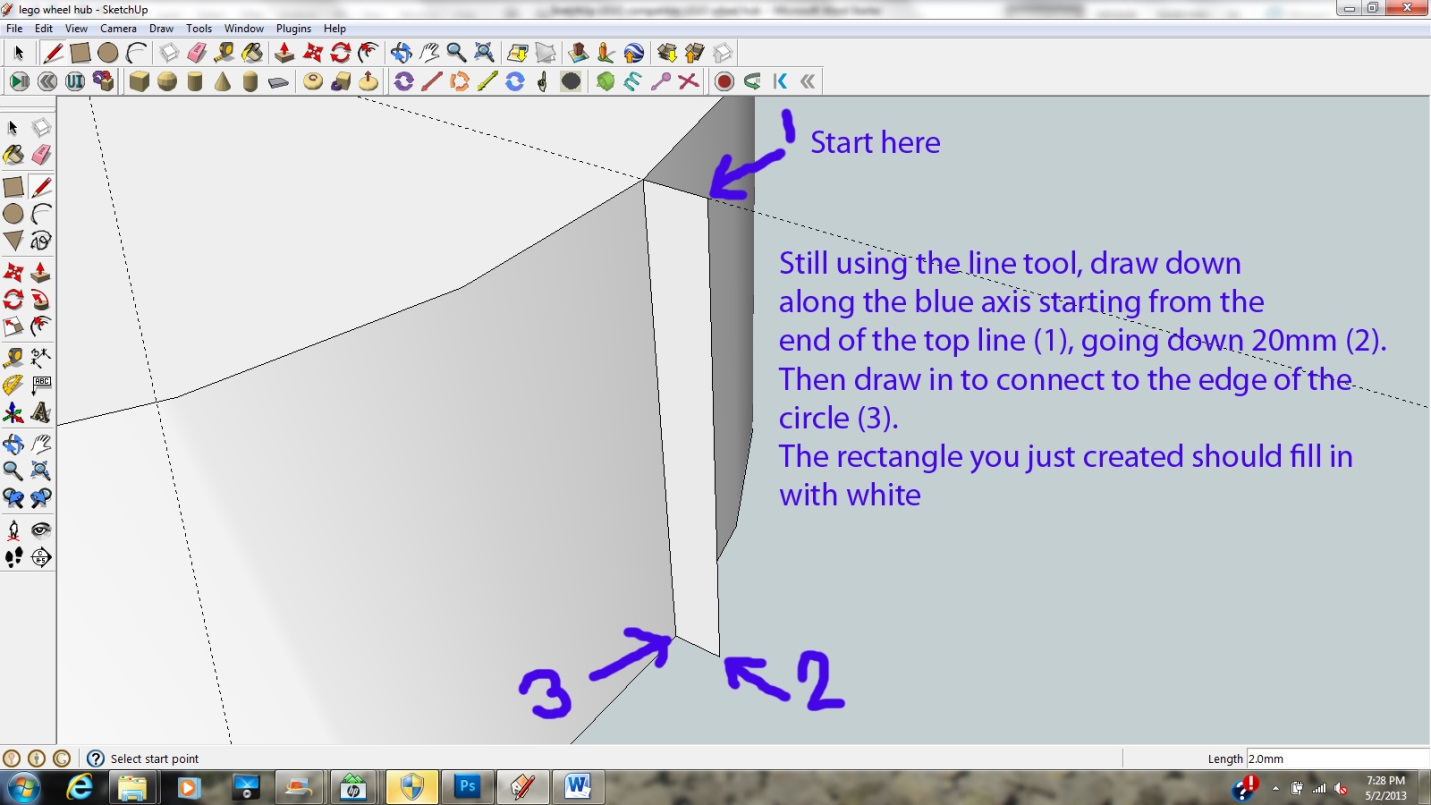 lego wheel hub - SketchUp
File Edit View Camera Draw Tools Window Plugins Help
UI
1 Start here
Still using the line tool, draw down
along the blue axis starting from the
end of the top line (1), going down 20mm (2).
Then draw in to connect to the edge of the
circle (3).
The rectangle you just created should fill in
with white
ABC
3
2
Select start point
Length 2.0mm
hp
Ps
W
7:28 PM
5/2/2013